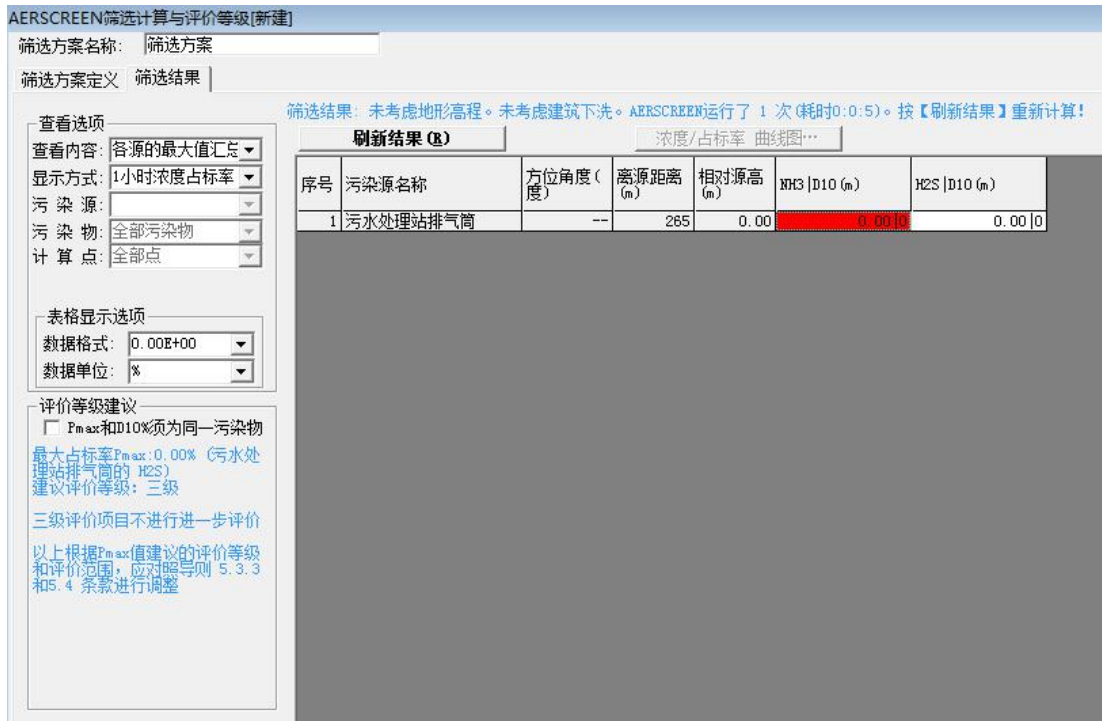 AERSCREEN筛选计算与评价等级[新建]
筛选方案名称: 筛选方案
筛选方案定义 筛选结果
筛选结果: 未考虑地形高程。未考虑建筑下洗。AERSCREEN运行了 1 次(耗时0:0:5)。按【刷新结果】重新计算!
刷新结果(R) 浓度/占标率 曲线图…
查看选项
查看内容: 各源的最大值汇总
显示方式: 1小时浓度占标率
污 染 源:
污 染 物: 全部污染物
计 算 点: 全部点
表格显示选项
数据格式: 0.00E+00
数据单位: %
评价等级建议
Pmax和D10%须为同一污染物
最大占标率Pmax:0.00% (污水处
理站排气筒的 H2S)
建议评价等级: 三级
三级评价项目不进行进一步评价
以上根据Pmax值建议的评价等级
和评价范围,应对照导则 5.3.3
和5.4 条款进行调整
序号 污染源名称 方位角度(度) 离源距离(m) 相对源高(m) NH3|D10(m) H2S|D10(m)
1 污水处理站排气筒 -- 265 0.00 0.00|0 0.00|0